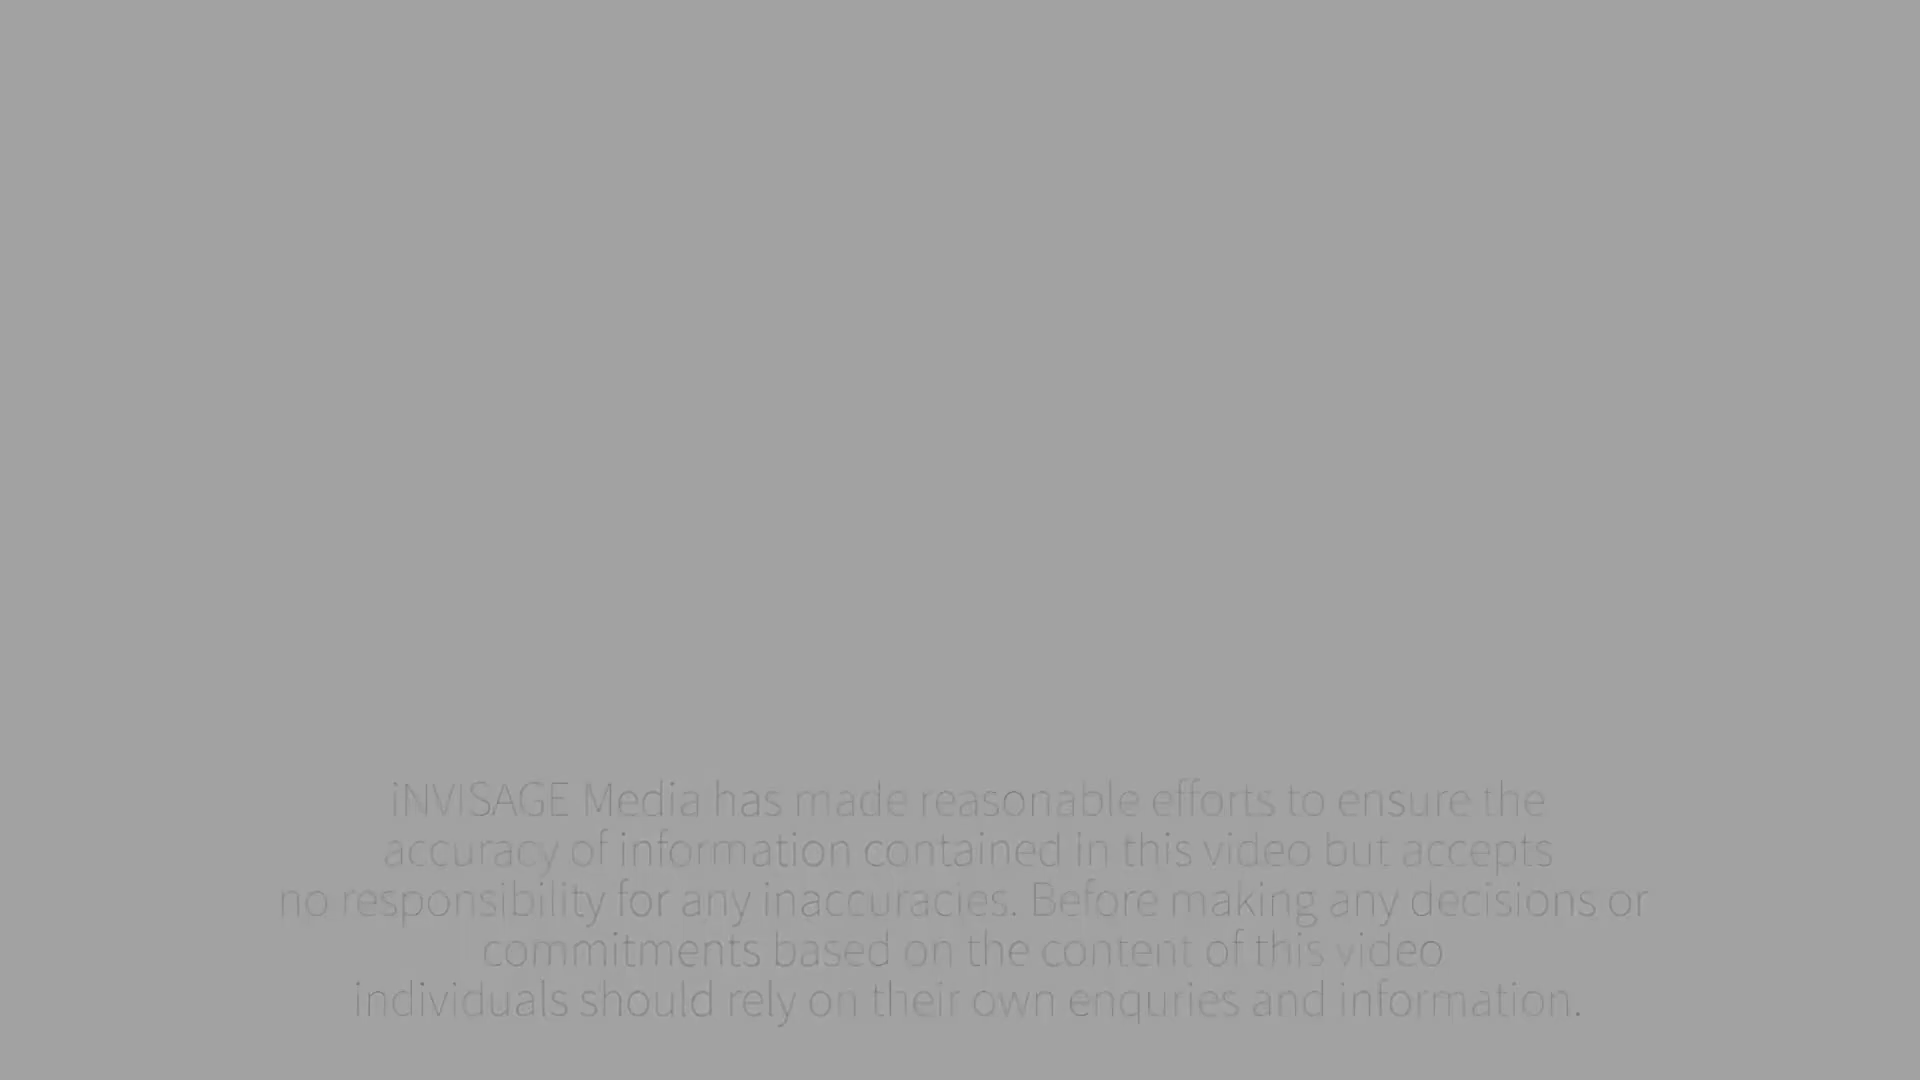 iNVISAGE Media has made reasonable efforts to ensure the
accuracy of information contained in this video but accepts
no responsibility for any inaccuracies. Before making any decisions or
commitments based on the content of this video
individuals should rely on their own enquries and information.